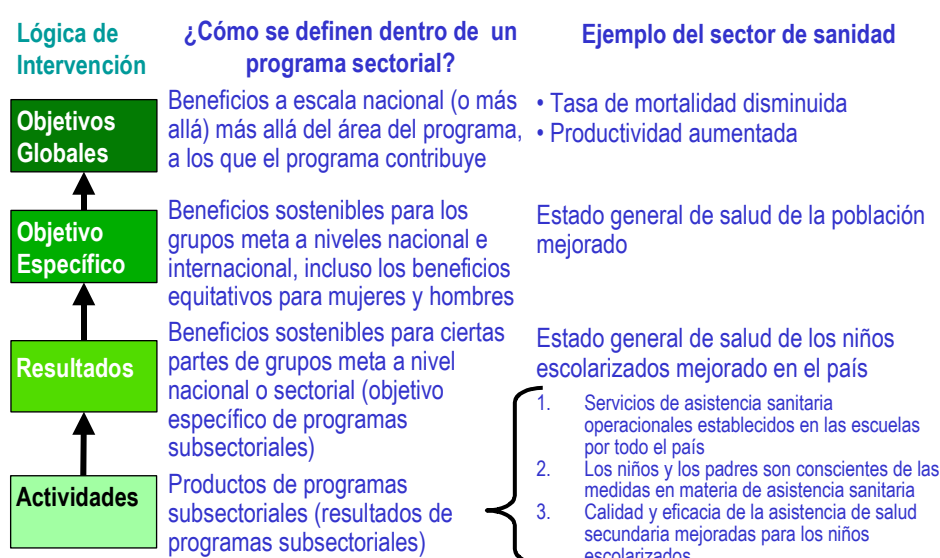 Lógica de
Intervención
¿Cómo se definen dentro de un
programa sectorial?
Ejemplo del sector de sanidad
Objetivos
Globales
Beneficios a escala nacional (o más
allá) más allá del área del programa,
a los que el programa contribuye
• Tasa de mortalidad disminuida
• Productividad aumentada
Objetivo
Específico
Beneficios sostenibles para los
grupos meta a niveles nacional e
internacional, incluso los beneficios
equitativos para mujeres y hombres
Estado general de salud de la población
mejorado
Resultados
Beneficios sostenibles para ciertas
partes de grupos meta a nivel
nacional o sectorial (objetivo
específico de programas
subsectoriales)
Estado general de salud de los niños
escolarizados mejorado en el país
Actividades
Productos de programas
subsectoriales (resultados de
programas subsectoriales)
1. Servicios de asistencia sanitaria
operacionales establecidos en las escuelas
por todo el país
2. Los niños y los padres son conscientes de las
medidas en materia de asistencia sanitaria
3. Calidad y eficacia de la asistencia de salud
secundaria mejoradas para los niños
escolarizados